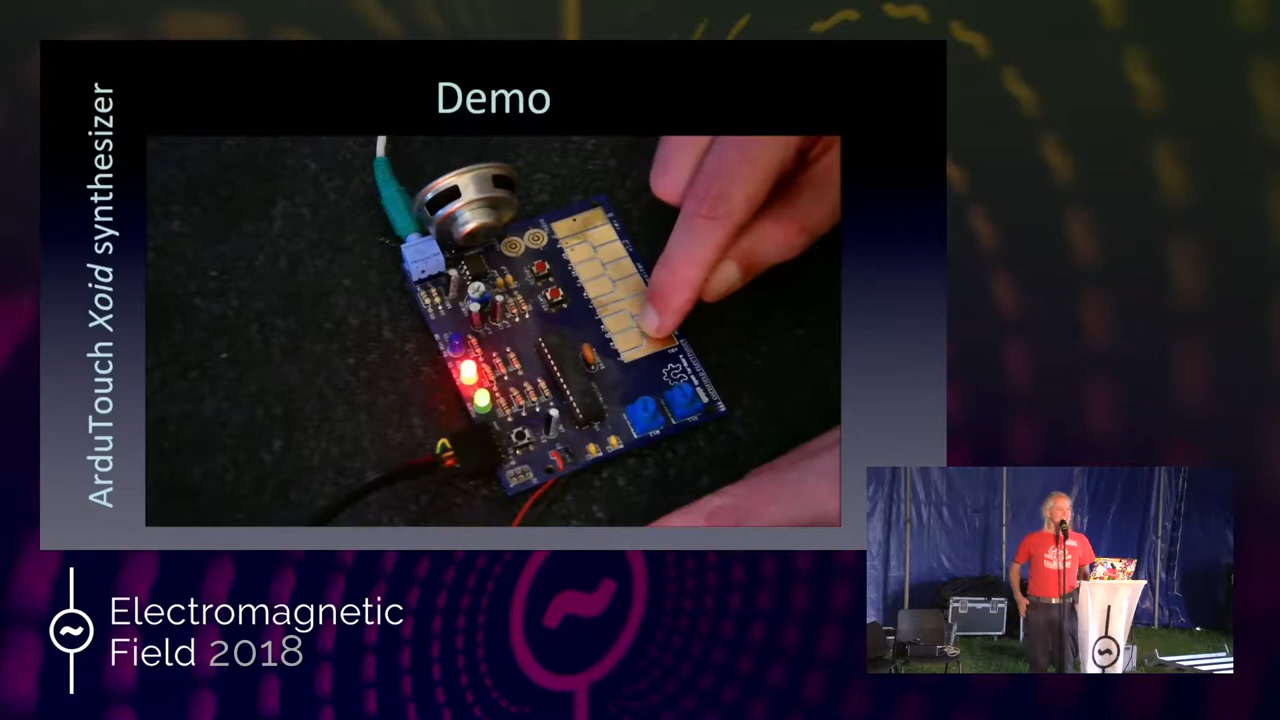 Demo
ArduTouch Xoid synthesizer
Electromagnetic
Field 2018